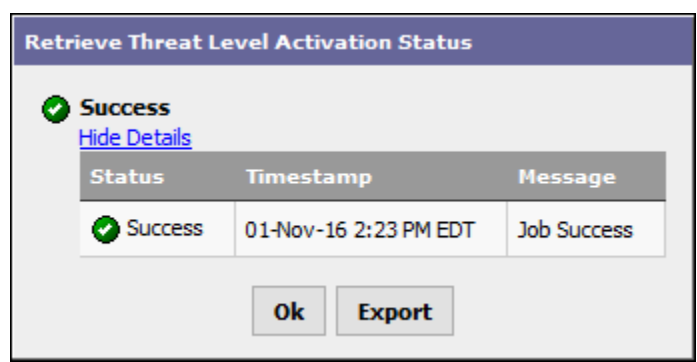 Retrieve Threat Level Activation Status
Success
Hide Details
Status Timestamp Message
Success 01-Nov-16 2:23 PM EDT Job Success
Ok Export